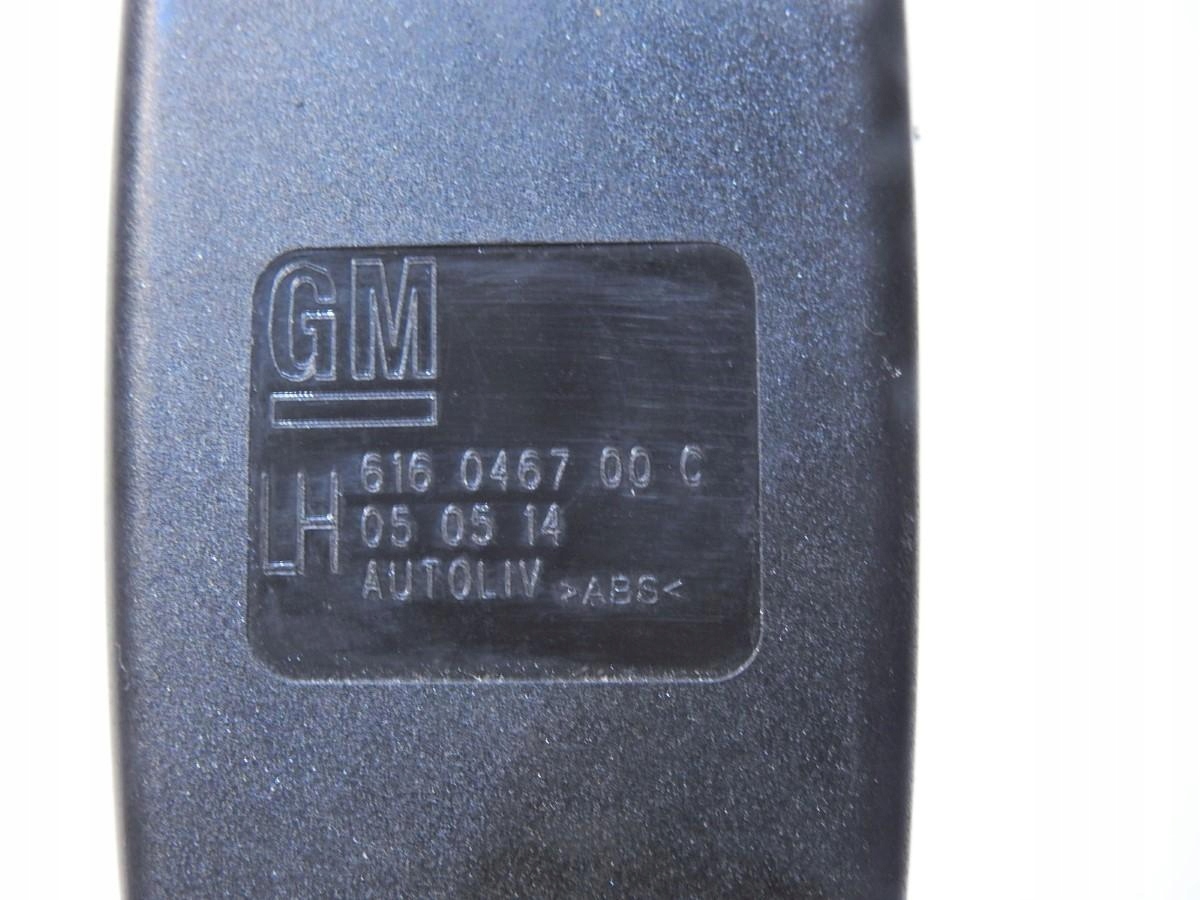 GM
LH
616 0467 00 C
05 05 14
AUTOLIV >ABS<